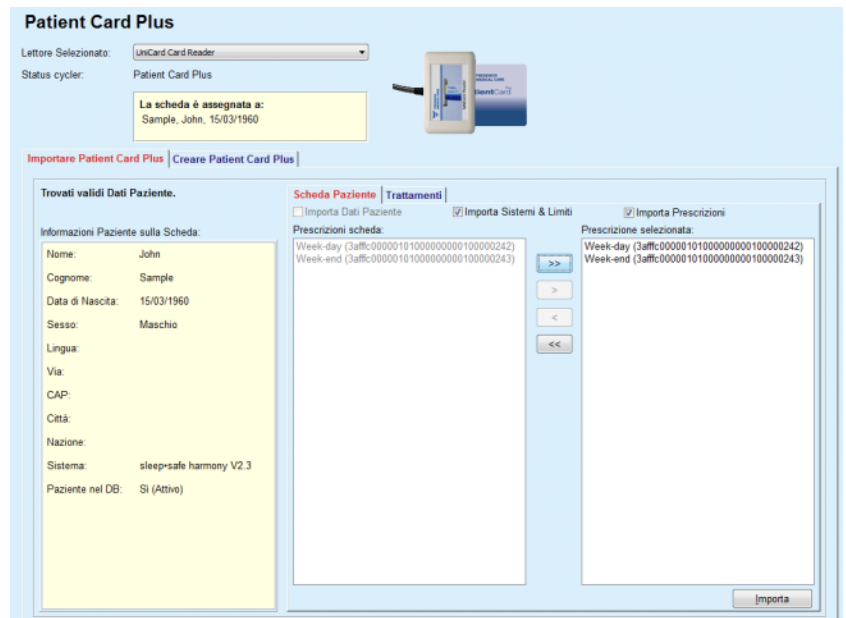 Patient Card Plus
Lettore Selezionato: UniCard Card Reader
Status cycler: Patient Card Plus
La scheda è assegnata a:
Sample, John, 15/03/1960
Importare Patient Card Plus Creare Patient Card Plus
Trovati validi Dati Paziente.
Scheda Paziente Trattamenti
Importa Dati Paziente Importa Sistemi & Limiti Importa Prescrizioni
Informazioni Paziente sulla Scheda:
Prescrizioni scheda: Prescrizione selezionata:
Nome: John
Cognome: Sample
Data di Nascita: 15/03/1960
Sesso: Maschio
Lingua:
Via:
CAP:
Città:
Nazione:
Sistema: sleep•safe harmony V2.3
Paziente nel DB: Sì (Attivo)
Week-day (3afffc00000101000000000100000242)
Week-end (3afffc00000101000000000100000243)
>>
>
<
<<
Week-day (3afffc00000101000000000100000242)
Week-end (3afffc00000101000000000100000243)
Importa